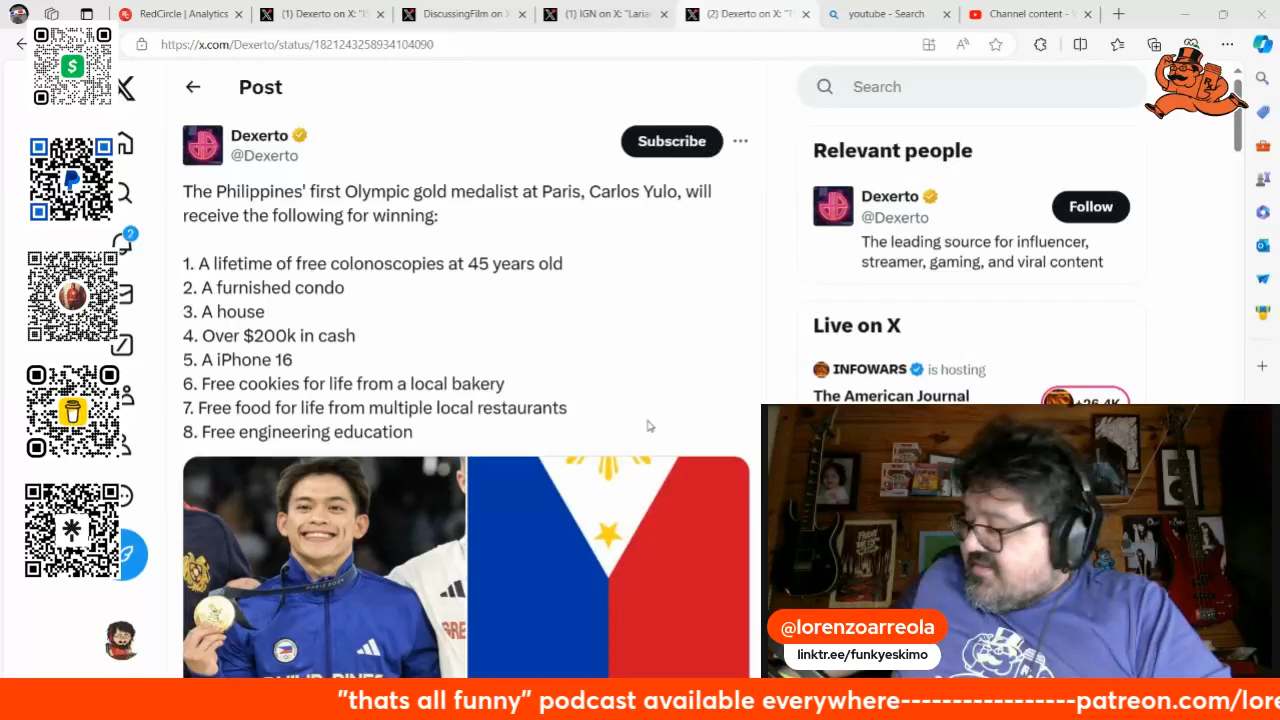 RedCircle | Analytics
(1) Dexerto on X: "IS
DiscussingFilm on X
(1) IGN on X: "Larian
(2) Dexerto on X: "T
youtube - Search
Channel content - Y
https://x.com/Dexerto/status/1821243258934104090
Post
Subscribe
Dexerto
@Dexerto
The Philippines' first Olympic gold medalist at Paris, Carlos Yulo, will
receive the following for winning:
1. A lifetime of free colonoscopies at 45 years old
2. A furnished condo
3. A house
4. Over $200k in cash
5. A iPhone 16
6. Free cookies for life from a local bakery
7. Free food for life from multiple local restaurants
8. Free engineering education
PHILIPPINES
2
Search
Relevant people
Dexerto
@Dexerto
Follow
The leading source for influencer,
streamer, gaming, and viral content
Live on X
INFOWARS is hosting
The American Journal
+26.4K
@lorenzoarreola
linktr.ee/funkyeskimo
"thats all funny" podcast available everywhere-----------------patreon.com/lore